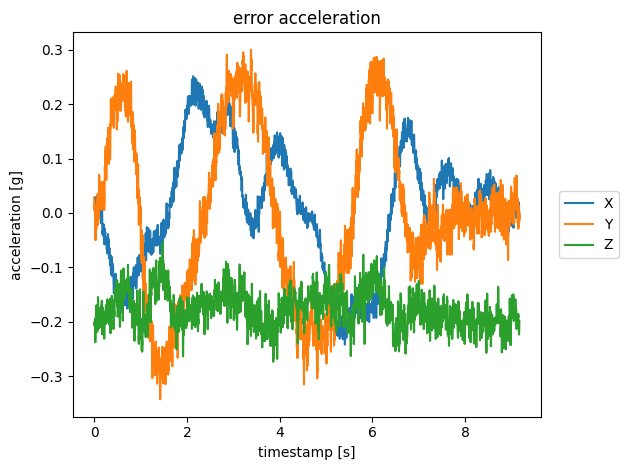 error acceleration
acceleration [g]
0.3
0.2
0.1
0.0
−0.1
−0.2
−0.3
0 2 4 6 8
timestamp [s]
X
Y
Z